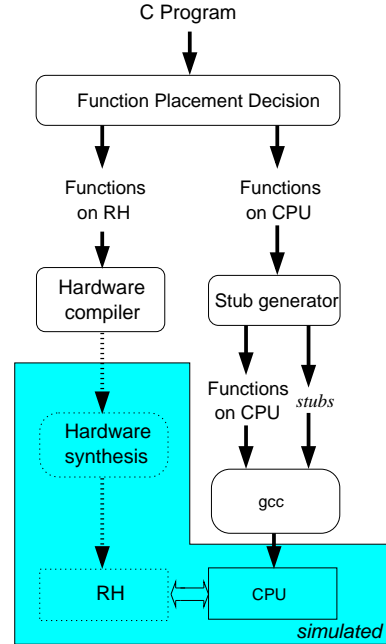 C Program
Function Placement Decision
Functions
on RH
Functions
on CPU
Hardware
compiler
Stub generator
Functions
on CPU
stubs
Hardware
synthesis
gcc
RH
CPU
simulated